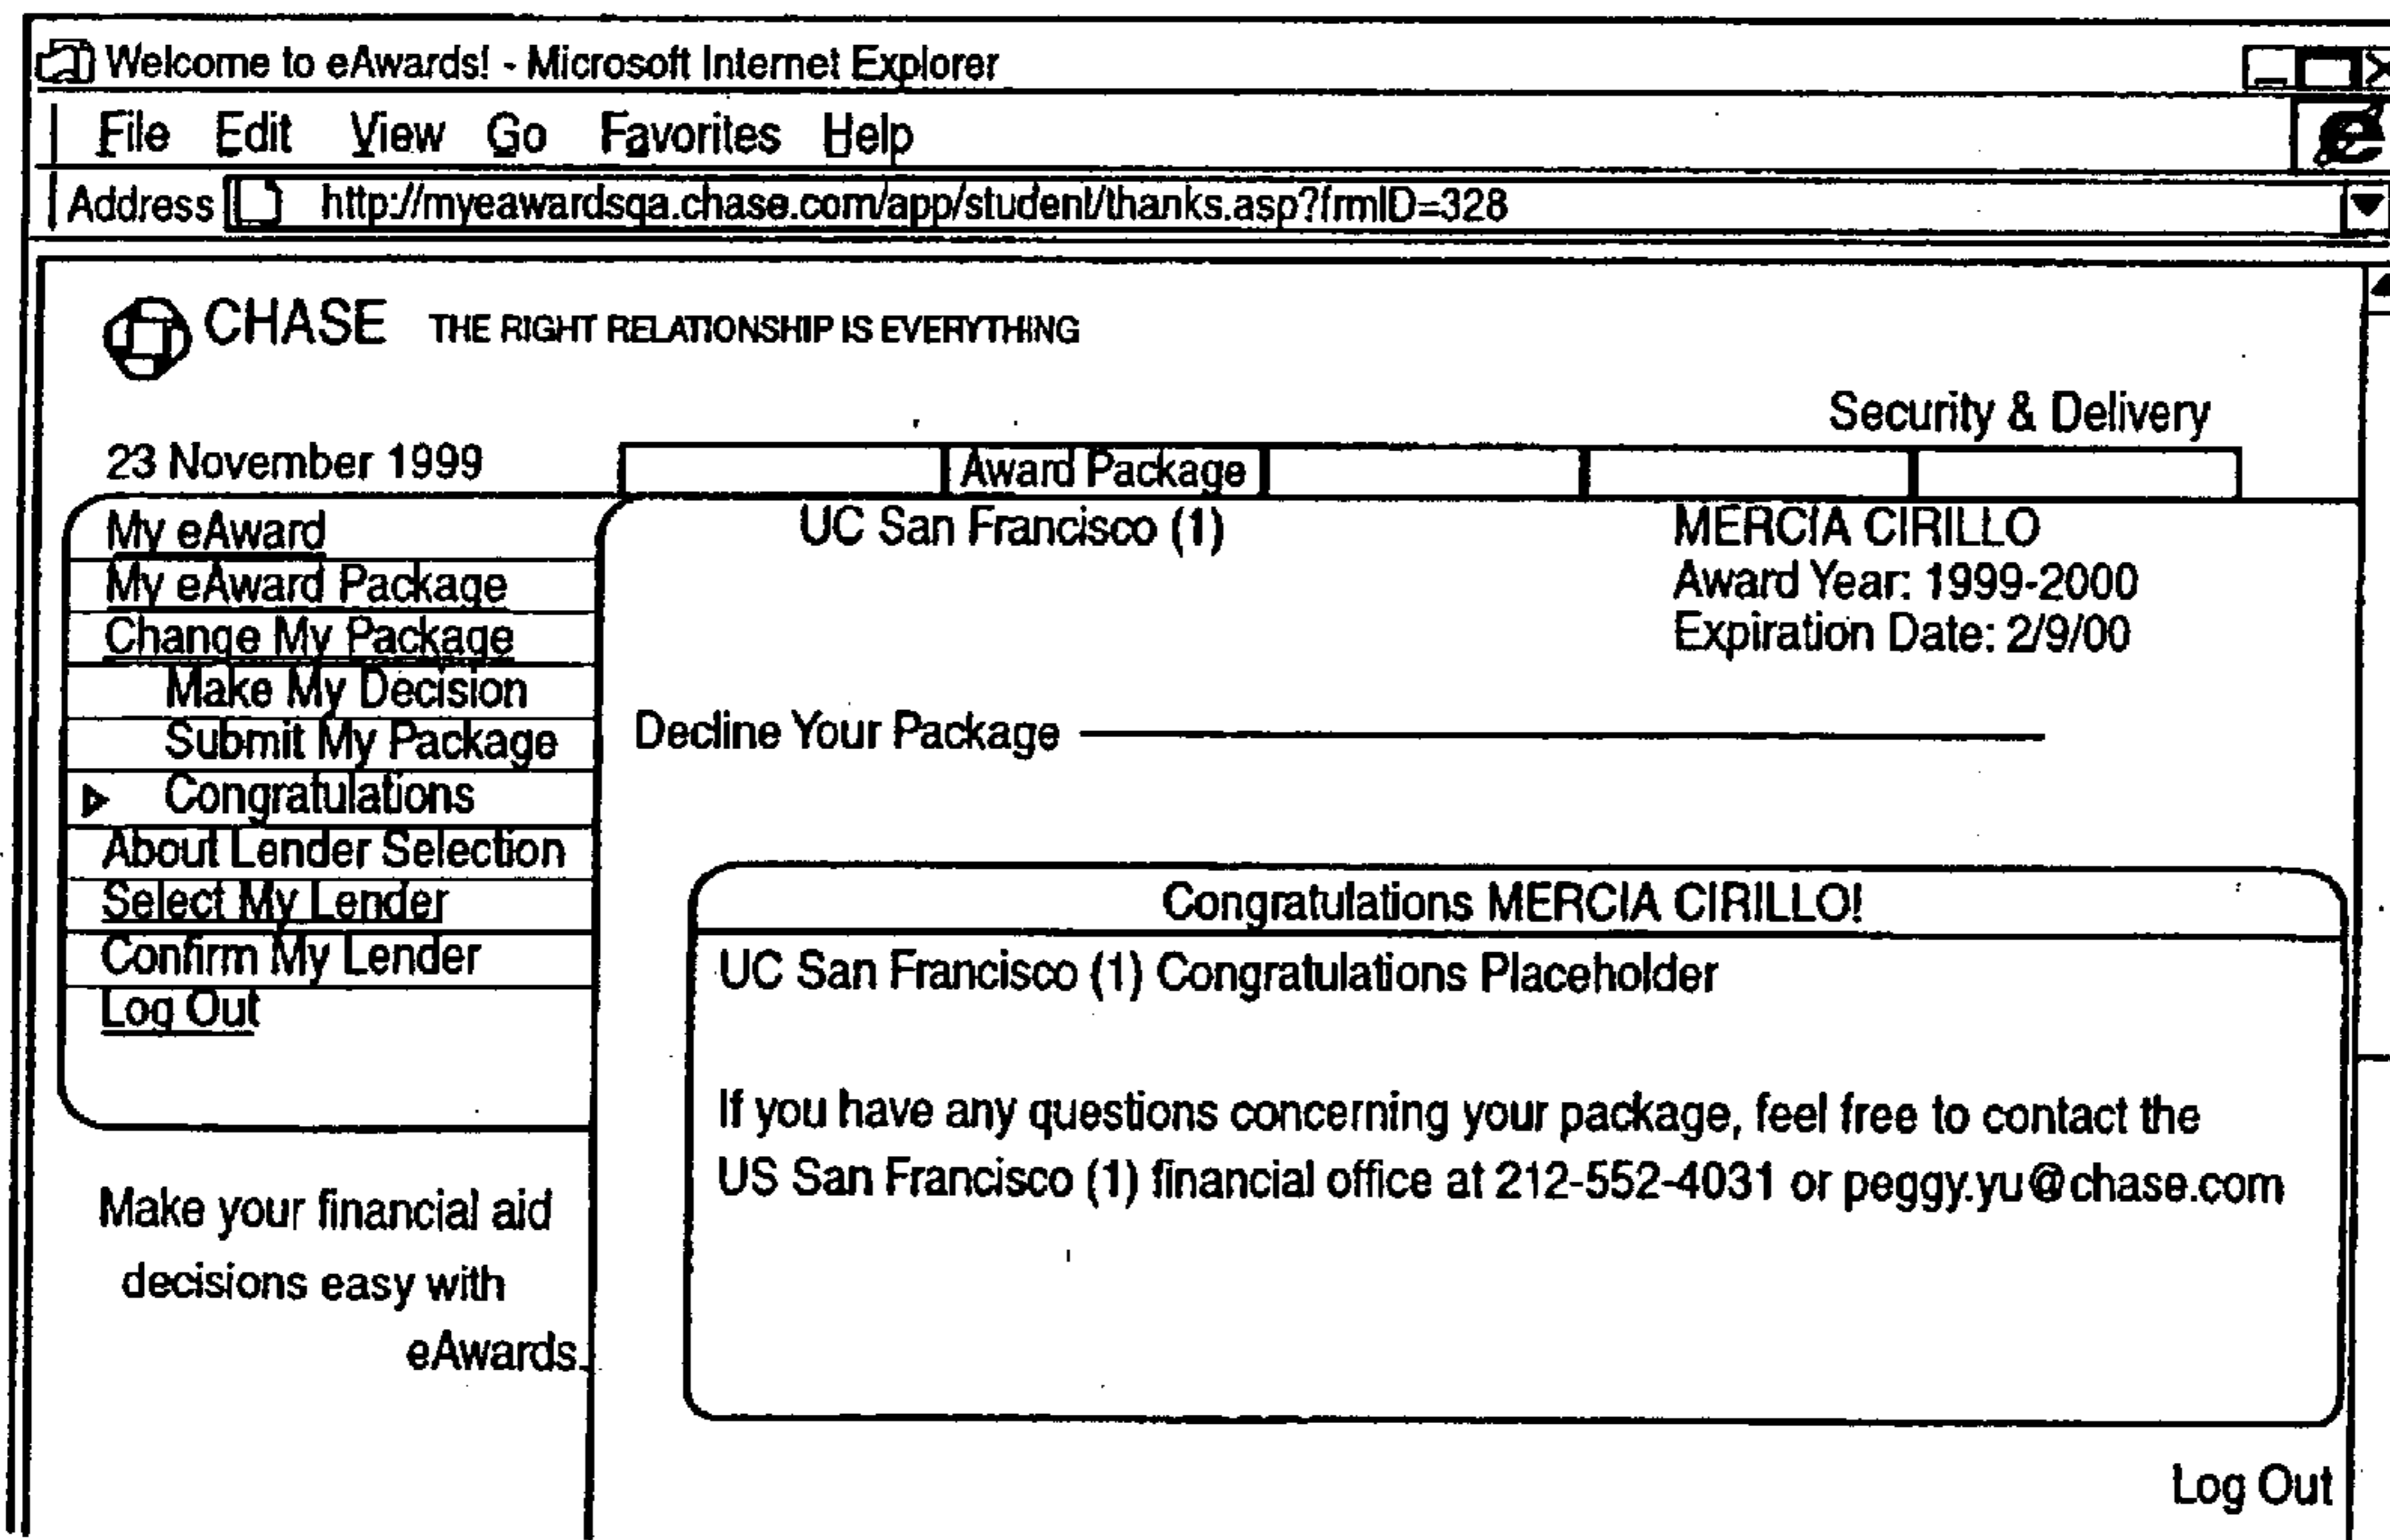 Welcome to eAwards! - Microsoft Internet Explorer
File Edit View Go Favorites Help
Address http://myeawardsqa.chase.com/app/student/thanks.asp?frmID=328
CHASE THE RIGHT RELATIONSHIP IS EVERYTHING
Security & Delivery
23 November 1999
Award Package
My eAward
My eAward Package
Change My Package
Make My Decision
Submit My Package
Congratulations
About Lender Selection
Select My Lender
Confirm My Lender
Log Out
Make your financial aid
decisions easy with
eAwards.
UC San Francisco (1)
MERCIA CIRILLO
Award Year: 1999-2000
Expiration Date: 2/9/00
Decline Your Package
Congratulations MERCIA CIRILLO!
UC San Francisco (1) Congratulations Placeholder
If you have any questions concerning your package, feel free to contact the
US San Francisco (1) financial office at 212-552-4031 or peggy.yu@chase.com
Log Out